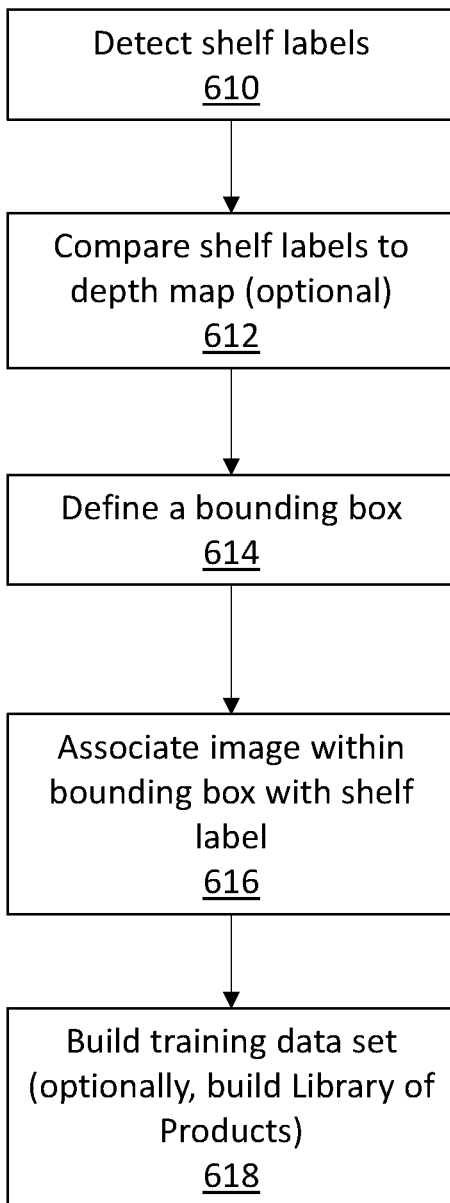 Detect shelf labels
610
Compare shelf labels to
depth map (optional)
612
Define a bounding box
614
Associate image within
bounding box with shelf
label
616
Build training data set
(optionally, build Library of
Products)
618